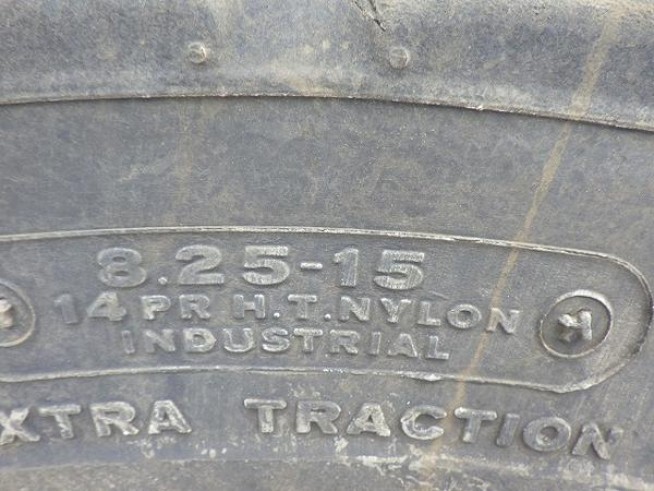 8.25-15
14 PR H.T. NYLON
INDUSTRIAL
XTRA TRACTION